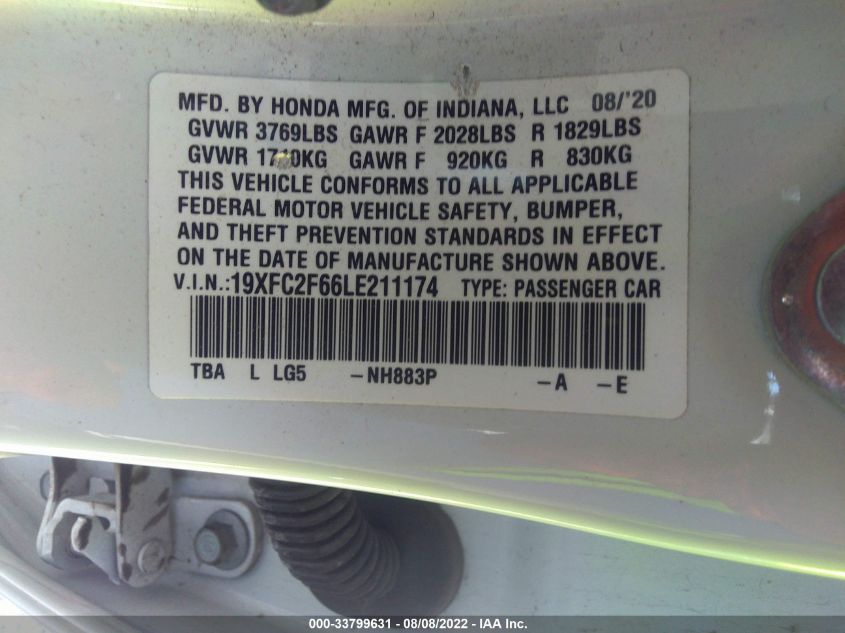 MFD. BY HONDA MFG. OF INDIANA, LLC 08/'20
GVWR 3769LBS GAWR F 2028LBS R 1829LBS
GVWR 1710KG GAWR F 920KG R 830KG
THIS VEHICLE CONFORMS TO ALL APPLICABLE
FEDERAL MOTOR VEHICLE SAFETY, BUMPER,
AND THEFT PREVENTION STANDARDS IN EFFECT
ON THE DATE OF MANUFACTURE SHOWN ABOVE.
V.I.N.:19XFC2F66LE211174 TYPE: PASSENGER CAR
TBA L LG5 -NH883P -A -E
000-33799631 - 08/08/2022 - IAA Inc.